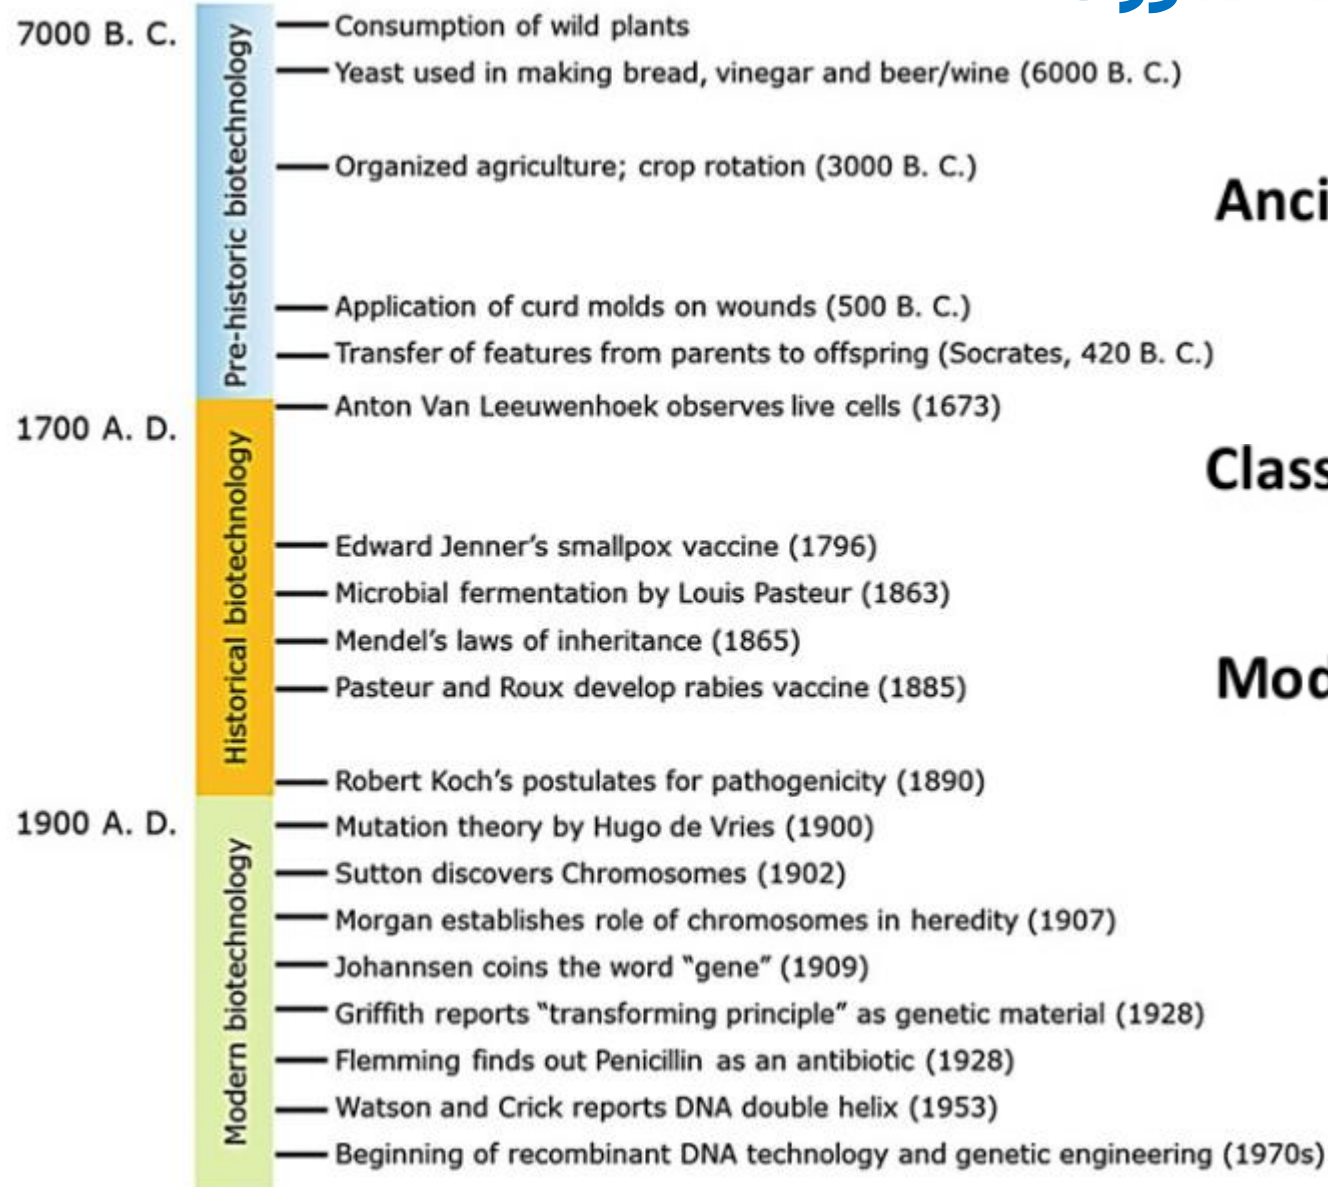 7000 B. C.
Pre-historic biotechnology
Consumption of wild plants
Yeast used in making bread, vinegar and beer/wine (6000 B. C.)
Organized agriculture; crop rotation (3000 B. C.)
Anci
Application of curd molds on wounds (500 B. C.)
Transfer of features from parents to offspring (Socrates, 420 B. C.)
1700 A. D.
Historical biotechnology
Anton Van Leeuwenhoek observes live cells (1673)
Class
Edward Jenner’s smallpox vaccine (1796)
Microbial fermentation by Louis Pasteur (1863)
Mendel’s laws of inheritance (1865)
Pasteur and Roux develop rabies vaccine (1885)
Mod
Robert Koch’s postulates for pathogenicity (1890)
1900 A. D.
Modern biotechnology
Mutation theory by Hugo de Vries (1900)
Sutton discovers Chromosomes (1902)
Morgan establishes role of chromosomes in heredity (1907)
Johannsen coins the word “gene” (1909)
Griffith reports “transforming principle” as genetic material (1928)
Flemming finds out Penicillin as an antibiotic (1928)
Watson and Crick reports DNA double helix (1953)
Beginning of recombinant DNA technology and genetic engineering (1970s)